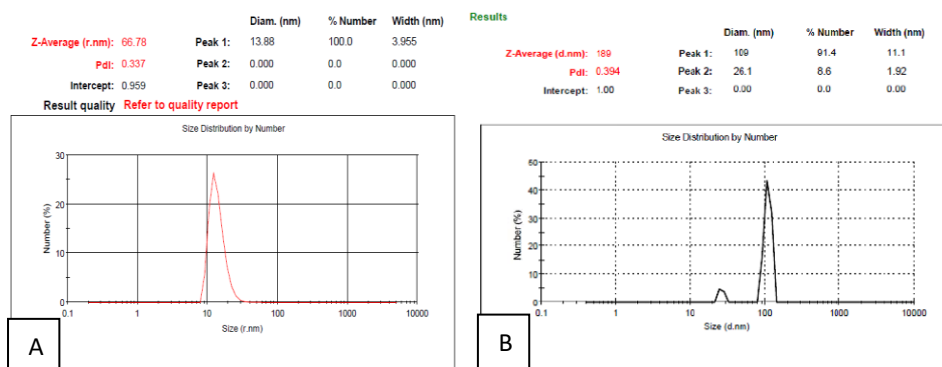 Diam. (nm) % Number Width (nm)
Z-Average (r.nm): 66.78 Peak 1: 13.88 100.0 3.955
PdI: 0.337 Peak 2: 0.000 0.0 0.000
Intercept: 0.959 Peak 3: 0.000 0.0 0.000
Result quality Refer to quality report
Size Distribution by Number
Number (%)
30
20
10
0
0.1 1 10 100 1000 10000
Size (r.nm)
A
Results
Diam. (nm) % Number Width (nm)
Z-Average (d.nm): 189 Peak 1: 109 91.4 11.1
PdI: 0.394 Peak 2: 26.1 8.6 1.92
Intercept: 1.00 Peak 3: 0.00 0.0 0.00
Size Distribution by Number
Number (%)
50
40
30
20
10
0
0.1 1 10 100 1000 10000
Size (d.nm)
B